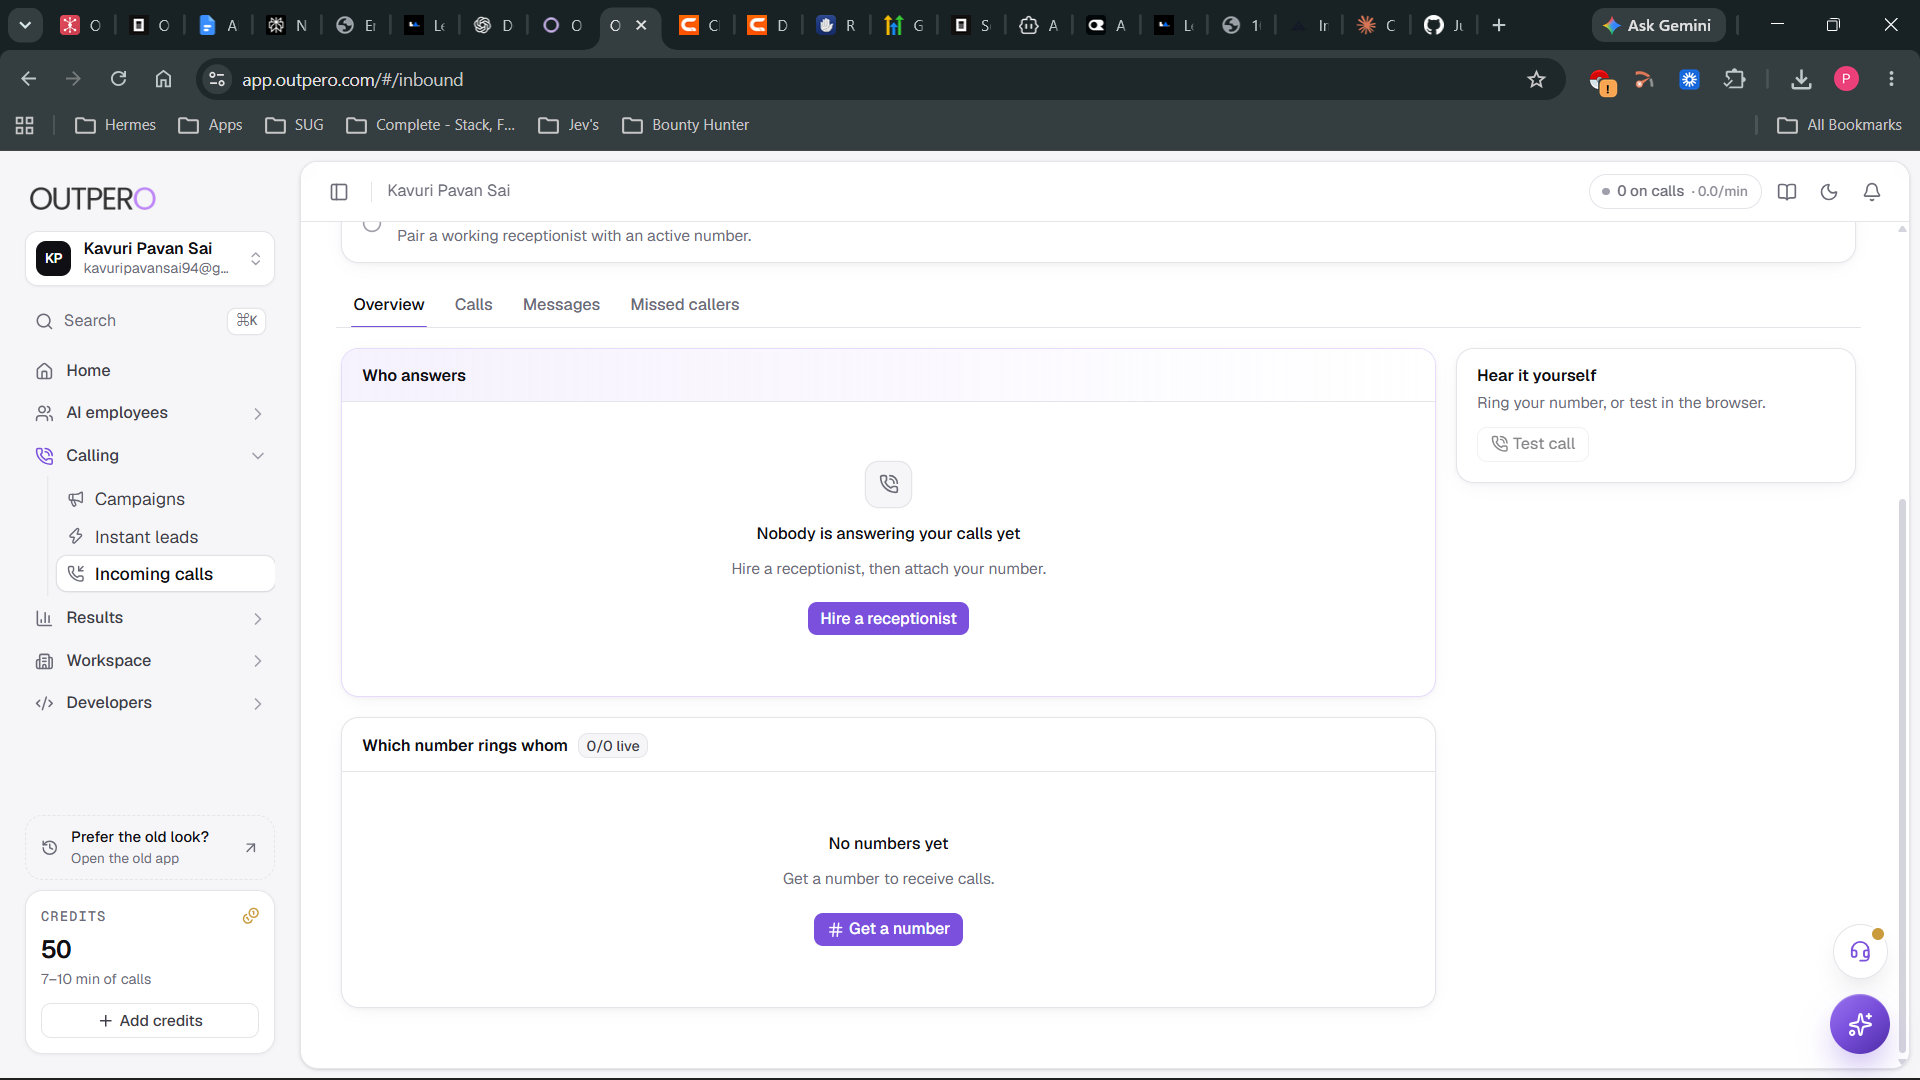 O
O
A
N
Er
Le
D
O
O
C
D
R
G
S
A
A
Le
1
Ir
C
Ju
Ask Gemini
app.outpero.com/#/inbound
P
Hermes
Apps
SUG
Complete - Stack, F...
Jev's
Bounty Hunter
All Bookmarks
OUTPERO
KP
Kavuri Pavan Sai
kavuripavansai94@g...
Search
⌘K
Home
AI employees
Calling
Campaigns
Instant leads
Incoming calls
Results
Workspace
Developers
Prefer the old look?
Open the old app
CREDITS
50
7–10 min of calls
+ Add credits
Kavuri Pavan Sai
0 on calls · 0.0/min
Pair a working receptionist with an active number.
Overview
Calls
Messages
Missed callers
Who answers
Nobody is answering your calls yet
Hire a receptionist, then attach your number.
Hire a receptionist
Hear it yourself
Ring your number, or test in the browser.
Test call
Which number rings whom
0/0 live
No numbers yet
Get a number to receive calls.
# Get a number